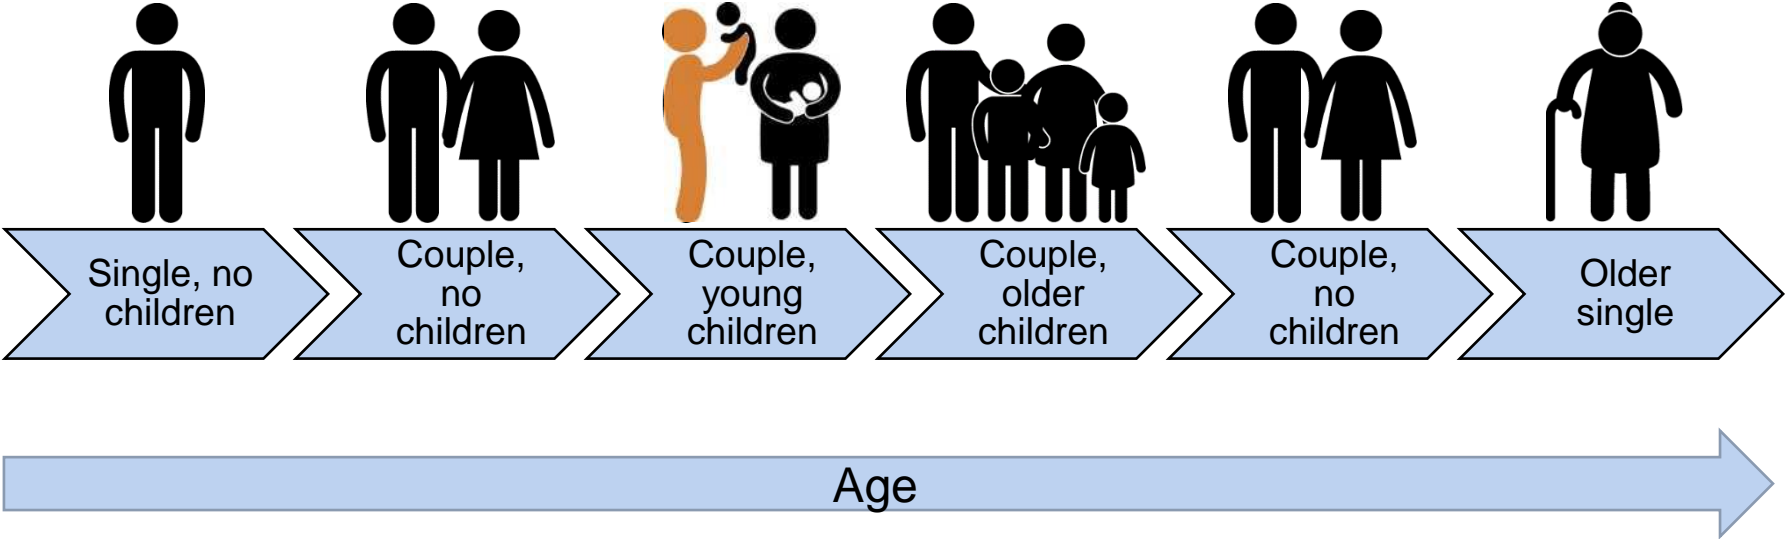 Single, no
children
Couple,
no
children
Couple,
young
children
Couple,
older
children
Couple,
no
children
Older
single
Age